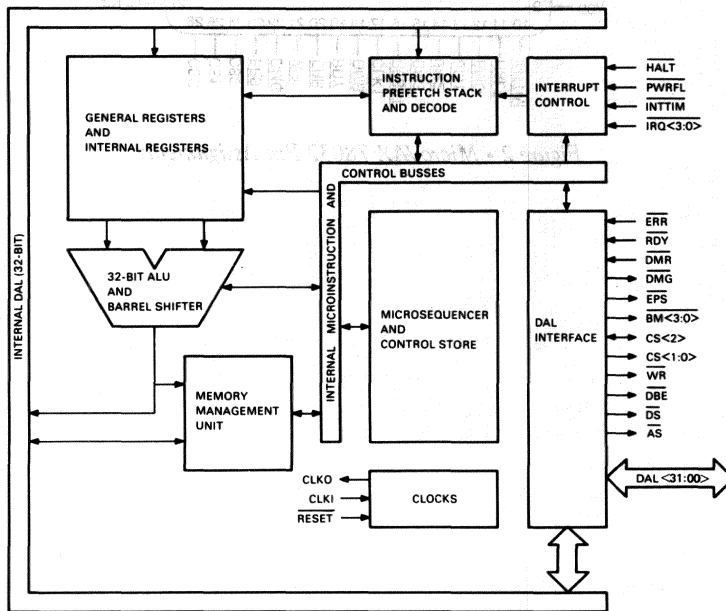 GENERAL REGISTERS
AND
INTERNAL REGISTERS
INSTRUCTION
PREFETCH STACK
AND DECODE
INTERRUPT
CONTROL
HALT
PWRFL
INTTIM
IRQ<3:0>
CONTROL BUSSES
INTERNAL MICROINSTRUCTION AND
INTERNAL DAL (32-BIT)
32-BIT ALU
AND
BARREL SHIFTER
MEMORY
MANAGEMENT
UNIT
MICROSEQUENCER
AND
CONTROL STORE
DAL
INTERFACE
ERR
RDY
DMR
DMG
EPS
BM<3:0>
CS<2>
CS<1:0>
WR
DBE
DS
AS
DAL <31:00>
CLKO
CLKI
RESET
CLOCKS